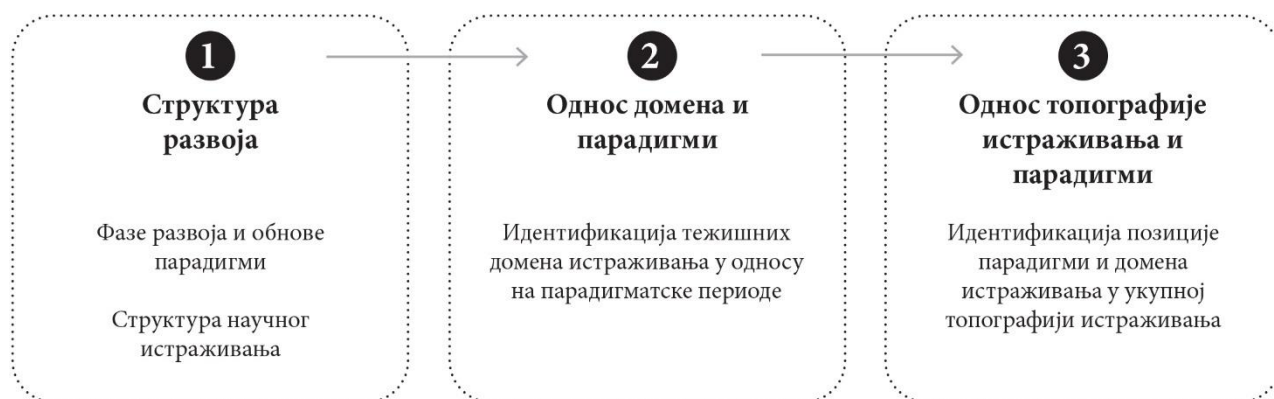 1
Структура
развоја
Фазе развоја и обнове
парадигми
Структура научног
истраживања
2
Однос домена и
парадигми
Идентификација тежишних
домена истраживања у односу
на парадигматске периоде
3
Однос топографије
истраживања и
парадигми
Идентификација позиције
парадигми и домена
истраживања у укупној
топографији истраживања